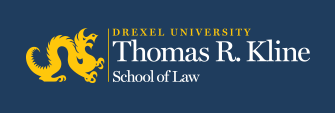 DREXEL UNIVERSITY
Thomas R. Kline
School of Law